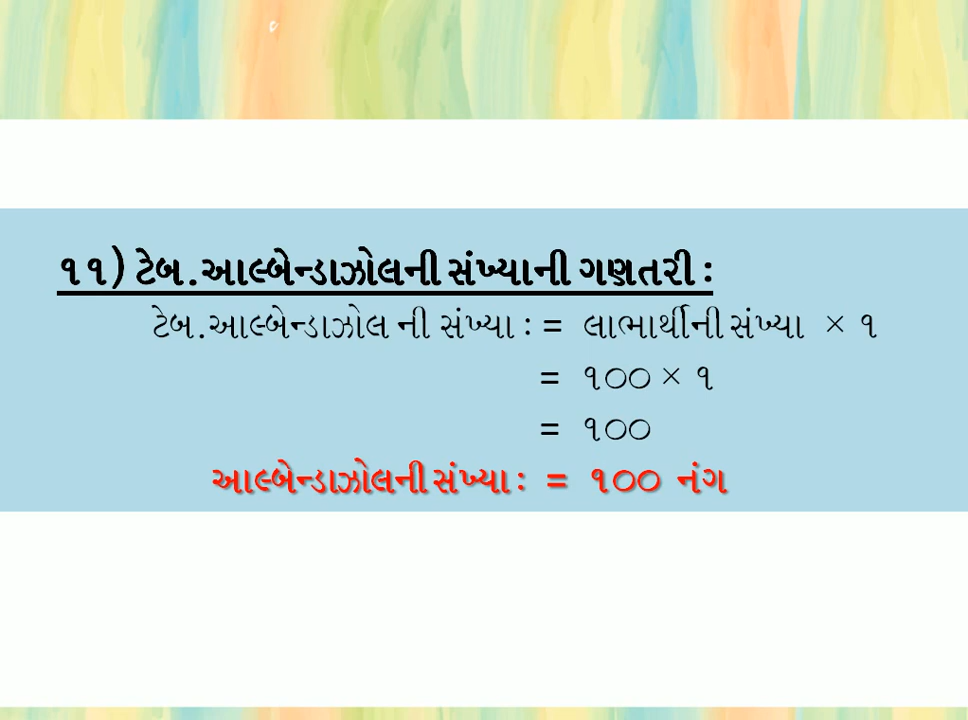 ૧૧) ટેબ.આલ્બેન્ડાઝોલની સંખ્યાની ગણતરી :
ટેબ.આલ્બેન્ડાઝોલ ની સંખ્યા : = લાભાર્થીની સંખ્યા × ૧
= ૧૦૦ × ૧
= ૧૦૦
આલ્બેન્ડાઝોલની સંખ્યા : = ૧૦૦ નંગ